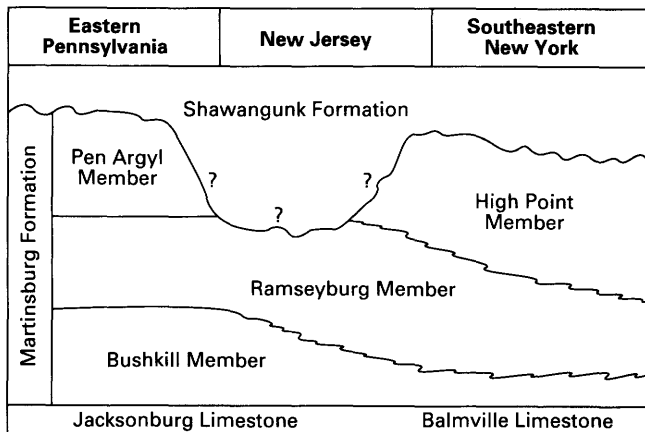 Eastern
Pennsylvania
New Jersey
Southeastern
New York
Shawangunk Formation
Martinsburg Formation
Pen Argyl
Member
?
?
?
High Point
Member
Ramseyburg Member
Bushkill Member
Jacksonburg Limestone
Balmville Limestone